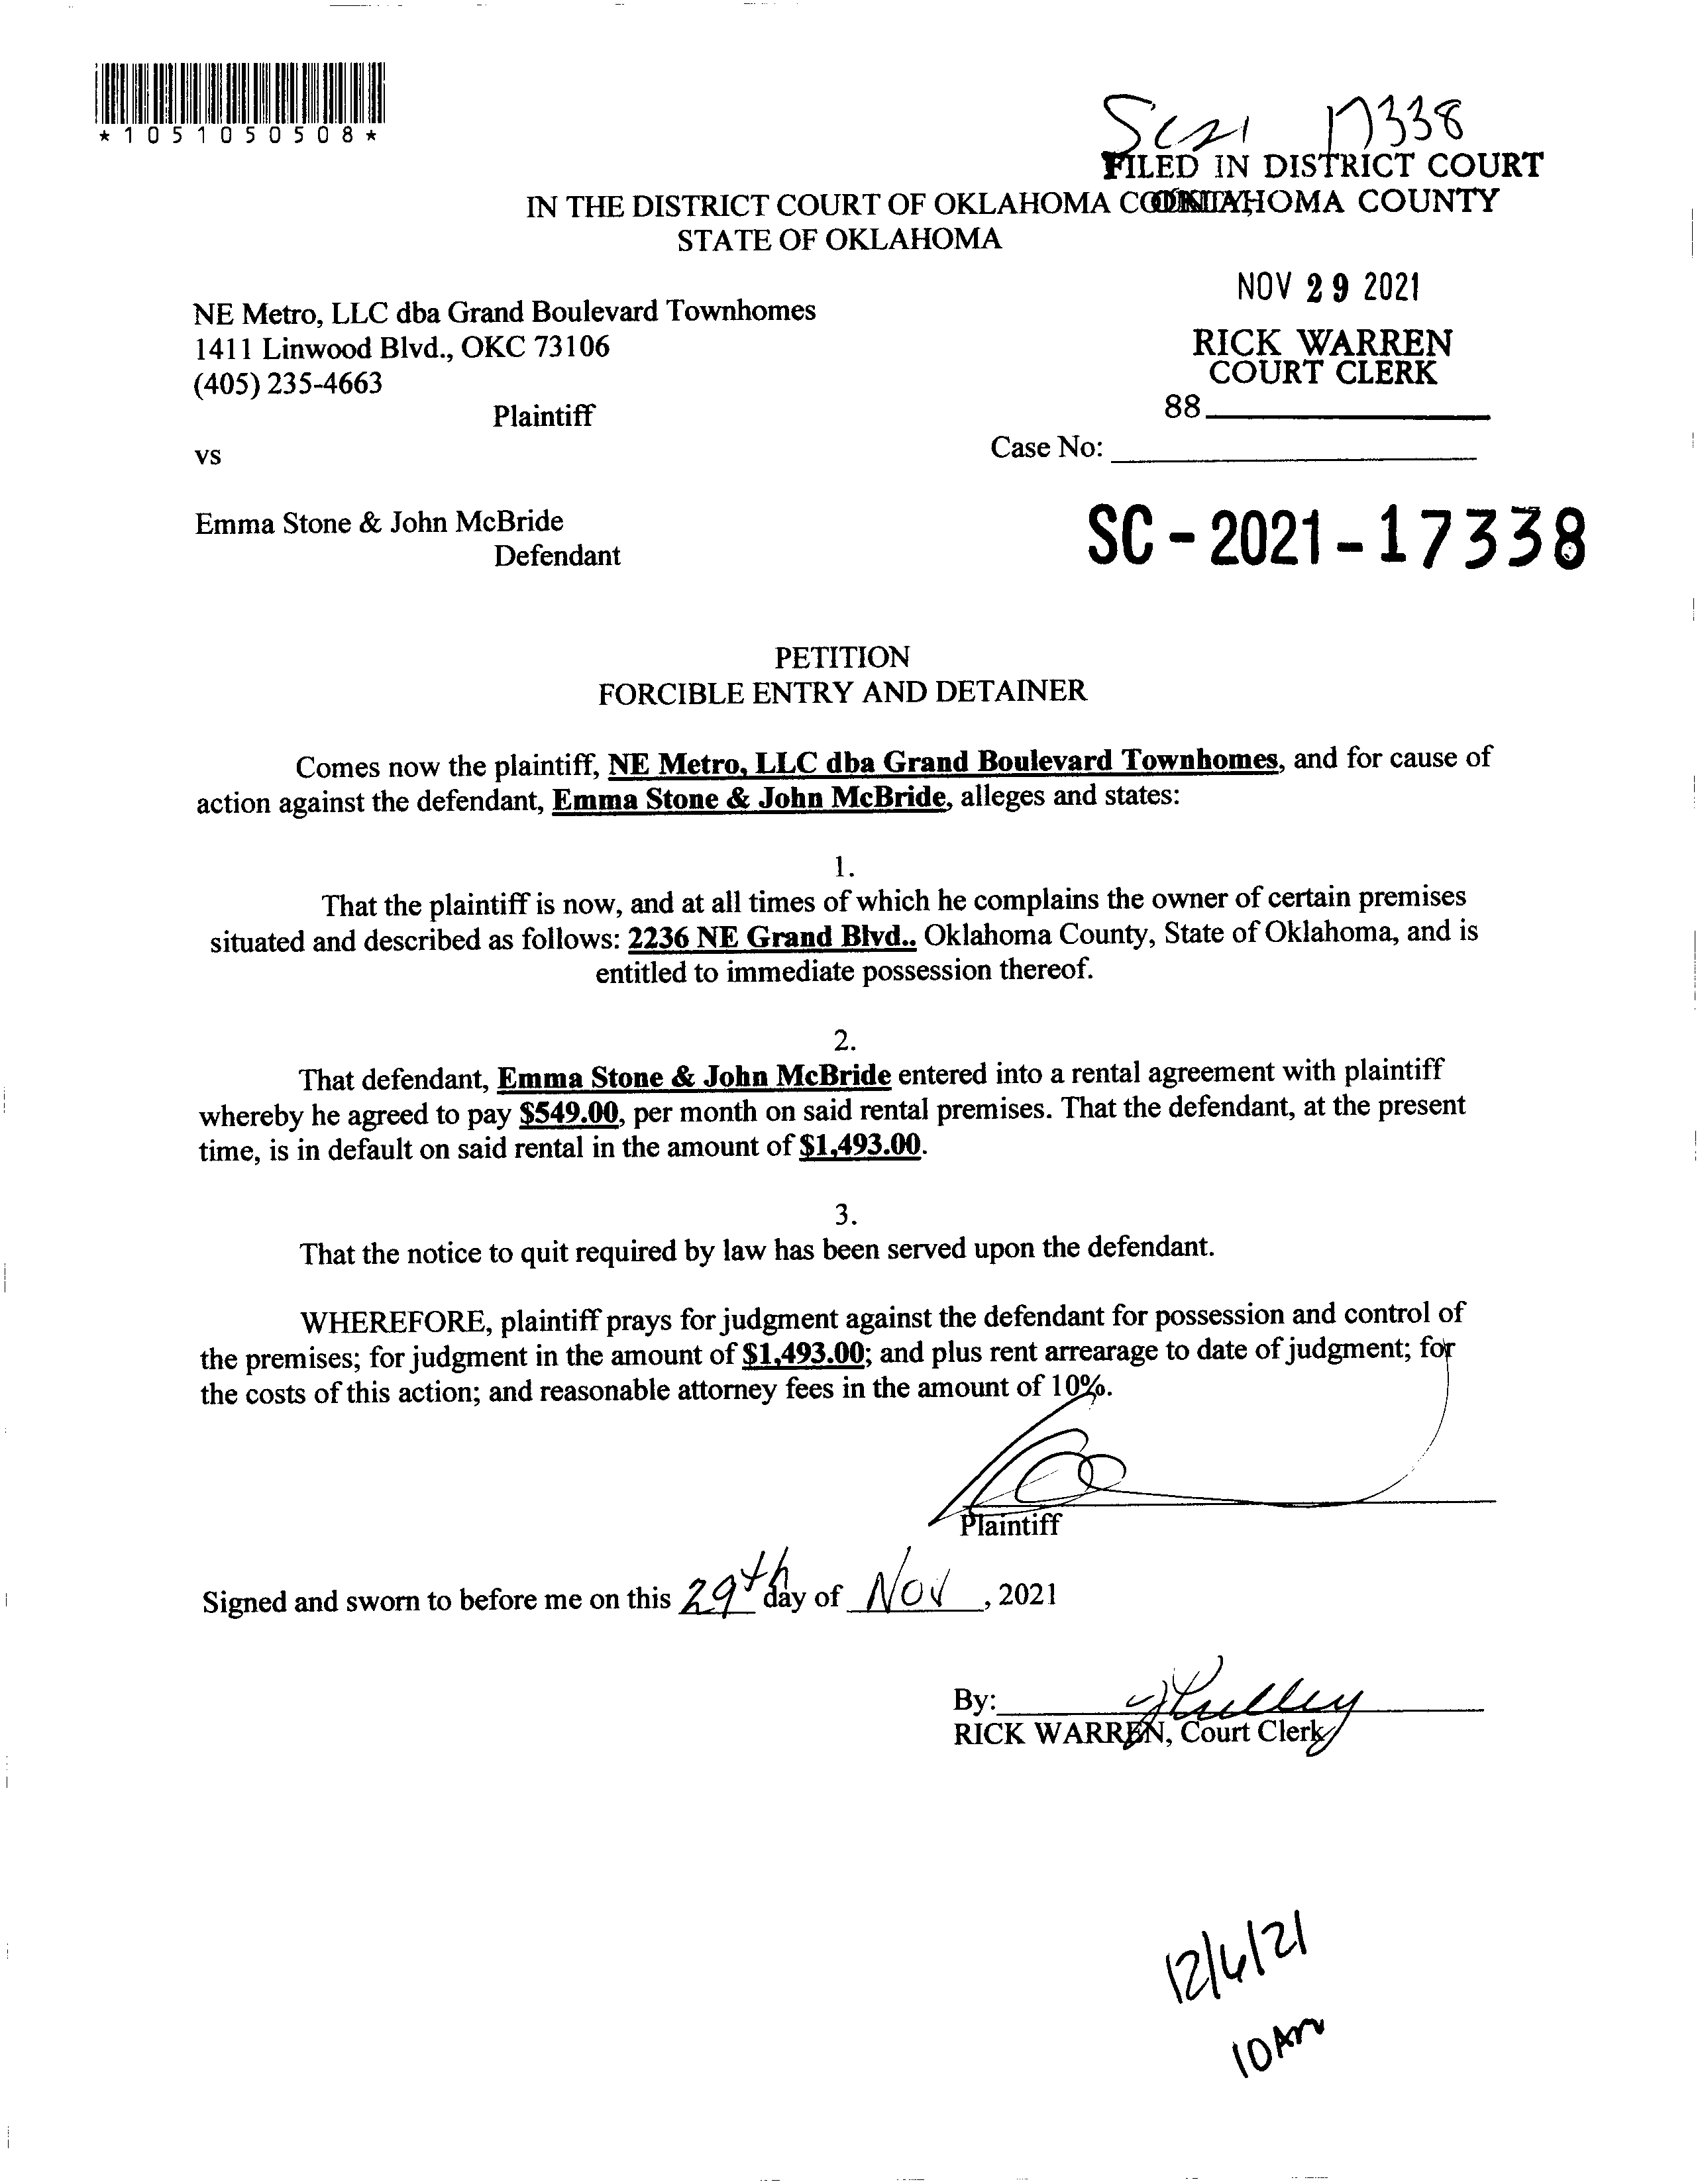 *1051050508*
SC21 17338
FILED IN DISTRICT COURT
OKLAHOMA COUNTY
IN THE DISTRICT COURT OF OKLAHOMA COUNTY,
STATE OF OKLAHOMA
NOV 29 2021
RICK WARREN
COURT CLERK
88
NE Metro, LLC dba Grand Boulevard Townhomes
1411 Linwood Blvd., OKC 73106
(405) 235-4663
Plaintiff
vs
Case No:
Emma Stone & John McBride
Defendant
SC-2021-17338
PETITION
FORCIBLE ENTRY AND DETAINER
Comes now the plaintiff, NE Metro, LLC dba Grand Boulevard Townhomes, and for cause of
action against the defendant, Emma Stone & John McBride, alleges and states:
1.
That the plaintiff is now, and at all times of which he complains the owner of certain premises
situated and described as follows: 2236 NE Grand Blvd.. Oklahoma County, State of Oklahoma, and is
entitled to immediate possession thereof.
2.
That defendant, Emma Stone & John McBride entered into a rental agreement with plaintiff
whereby he agreed to pay $549.00, per month on said rental premises. That the defendant, at the present
time, is in default on said rental in the amount of $1,493.00.
3.
That the notice to quit required by law has been served upon the defendant.
WHEREFORE, plaintiff prays for judgment against the defendant for possession and control of
the premises; for judgment in the amount of $1,493.00; and plus rent arrearage to date of judgment; for
the costs of this action; and reasonable attorney fees in the amount of 10%.
Plaintiff
Signed and sworn to before me on this 29th day of Nov, 2021
By:
RICK WARREN, Court Clerk
10AM